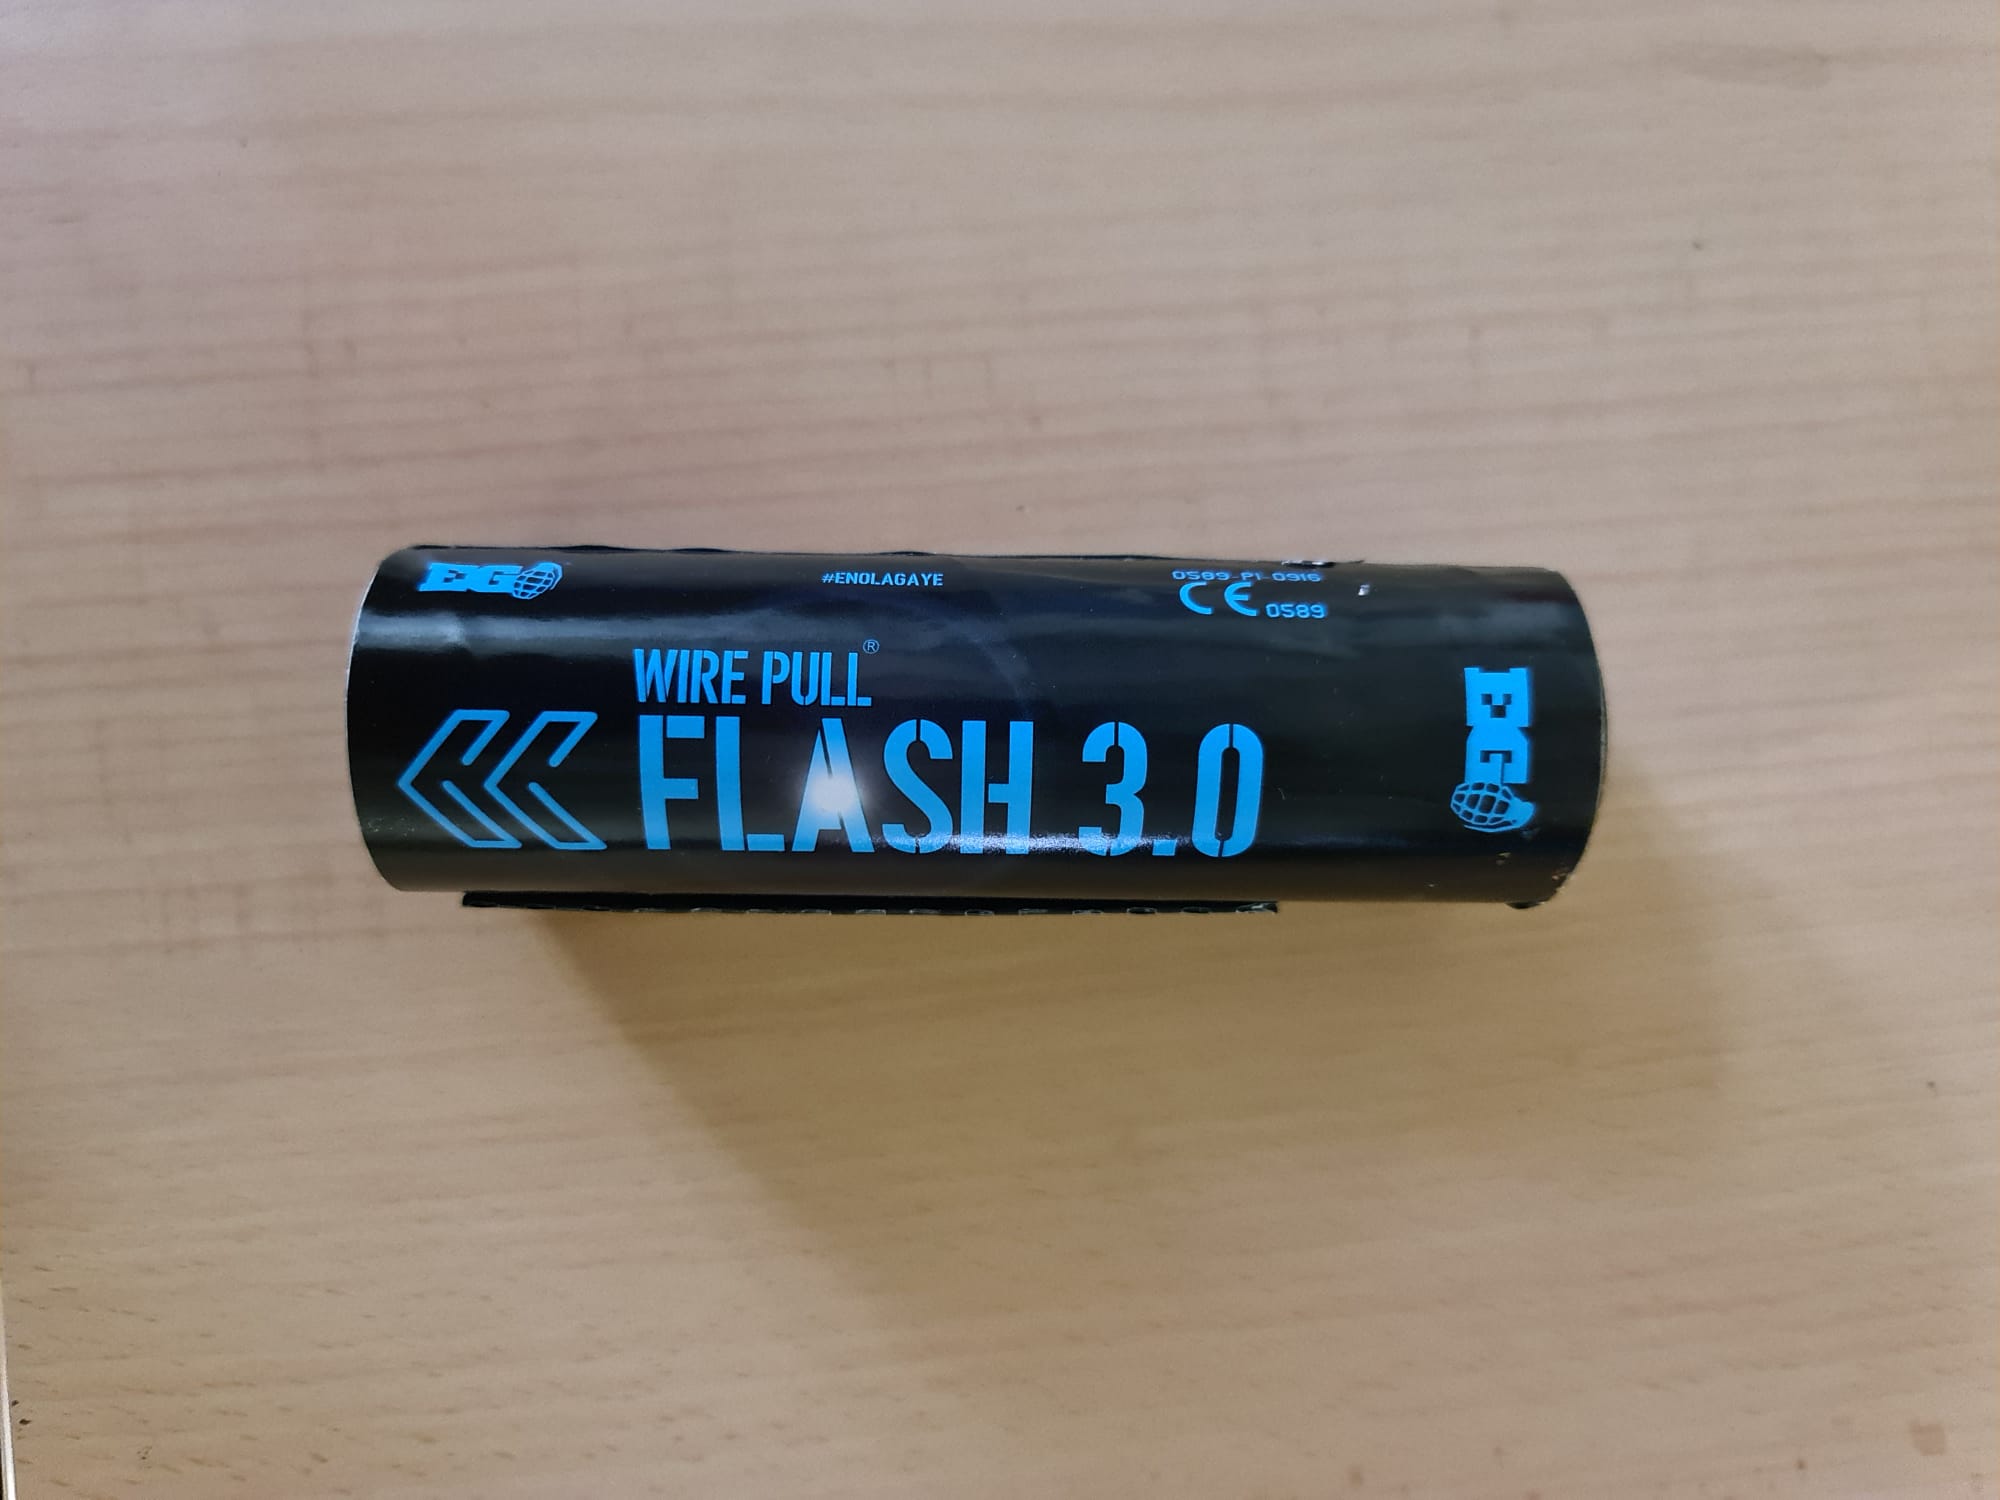 EG
#ENOLAGAYE
0589-P1-0916
CE 0589
WIRE PULL®
FLASH 3.0
EG